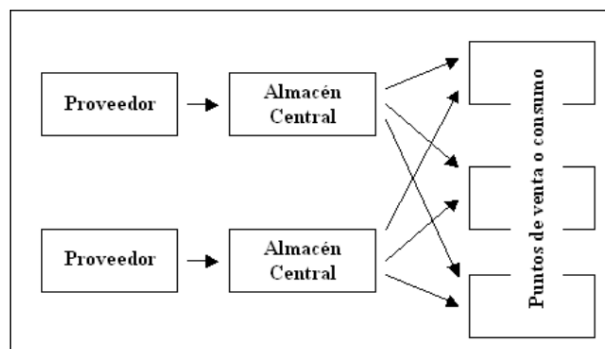 Proveedor
Almacén
Central
Proveedor
Almacén
Central
Puntos de venta o consumo